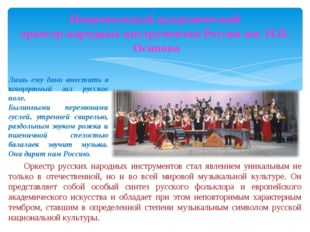 Национальный академический
оркестр народных инструментов России им. Н.П.
Осипова
Лишь ему дано вместить в
концертный зал русское
поле.
Былинными перезвонами
гуслей, утренней свирелью,
раздольным звуком рожка и
пшеничной спелостью
балалаек звучит музыка.
Она дарит нам Россию.
Оркестр русских народных инструментов стал явлением уникальным не
только в отечественной, но и во всей мировой музыкальной культуре. Он
представляет собой особый синтез русского фольклора и европейского
академического искусства и обладает при этом неповторимым характерным
тембром, ставшим в определенной степени музыкальным символом русской
национальной культуры.